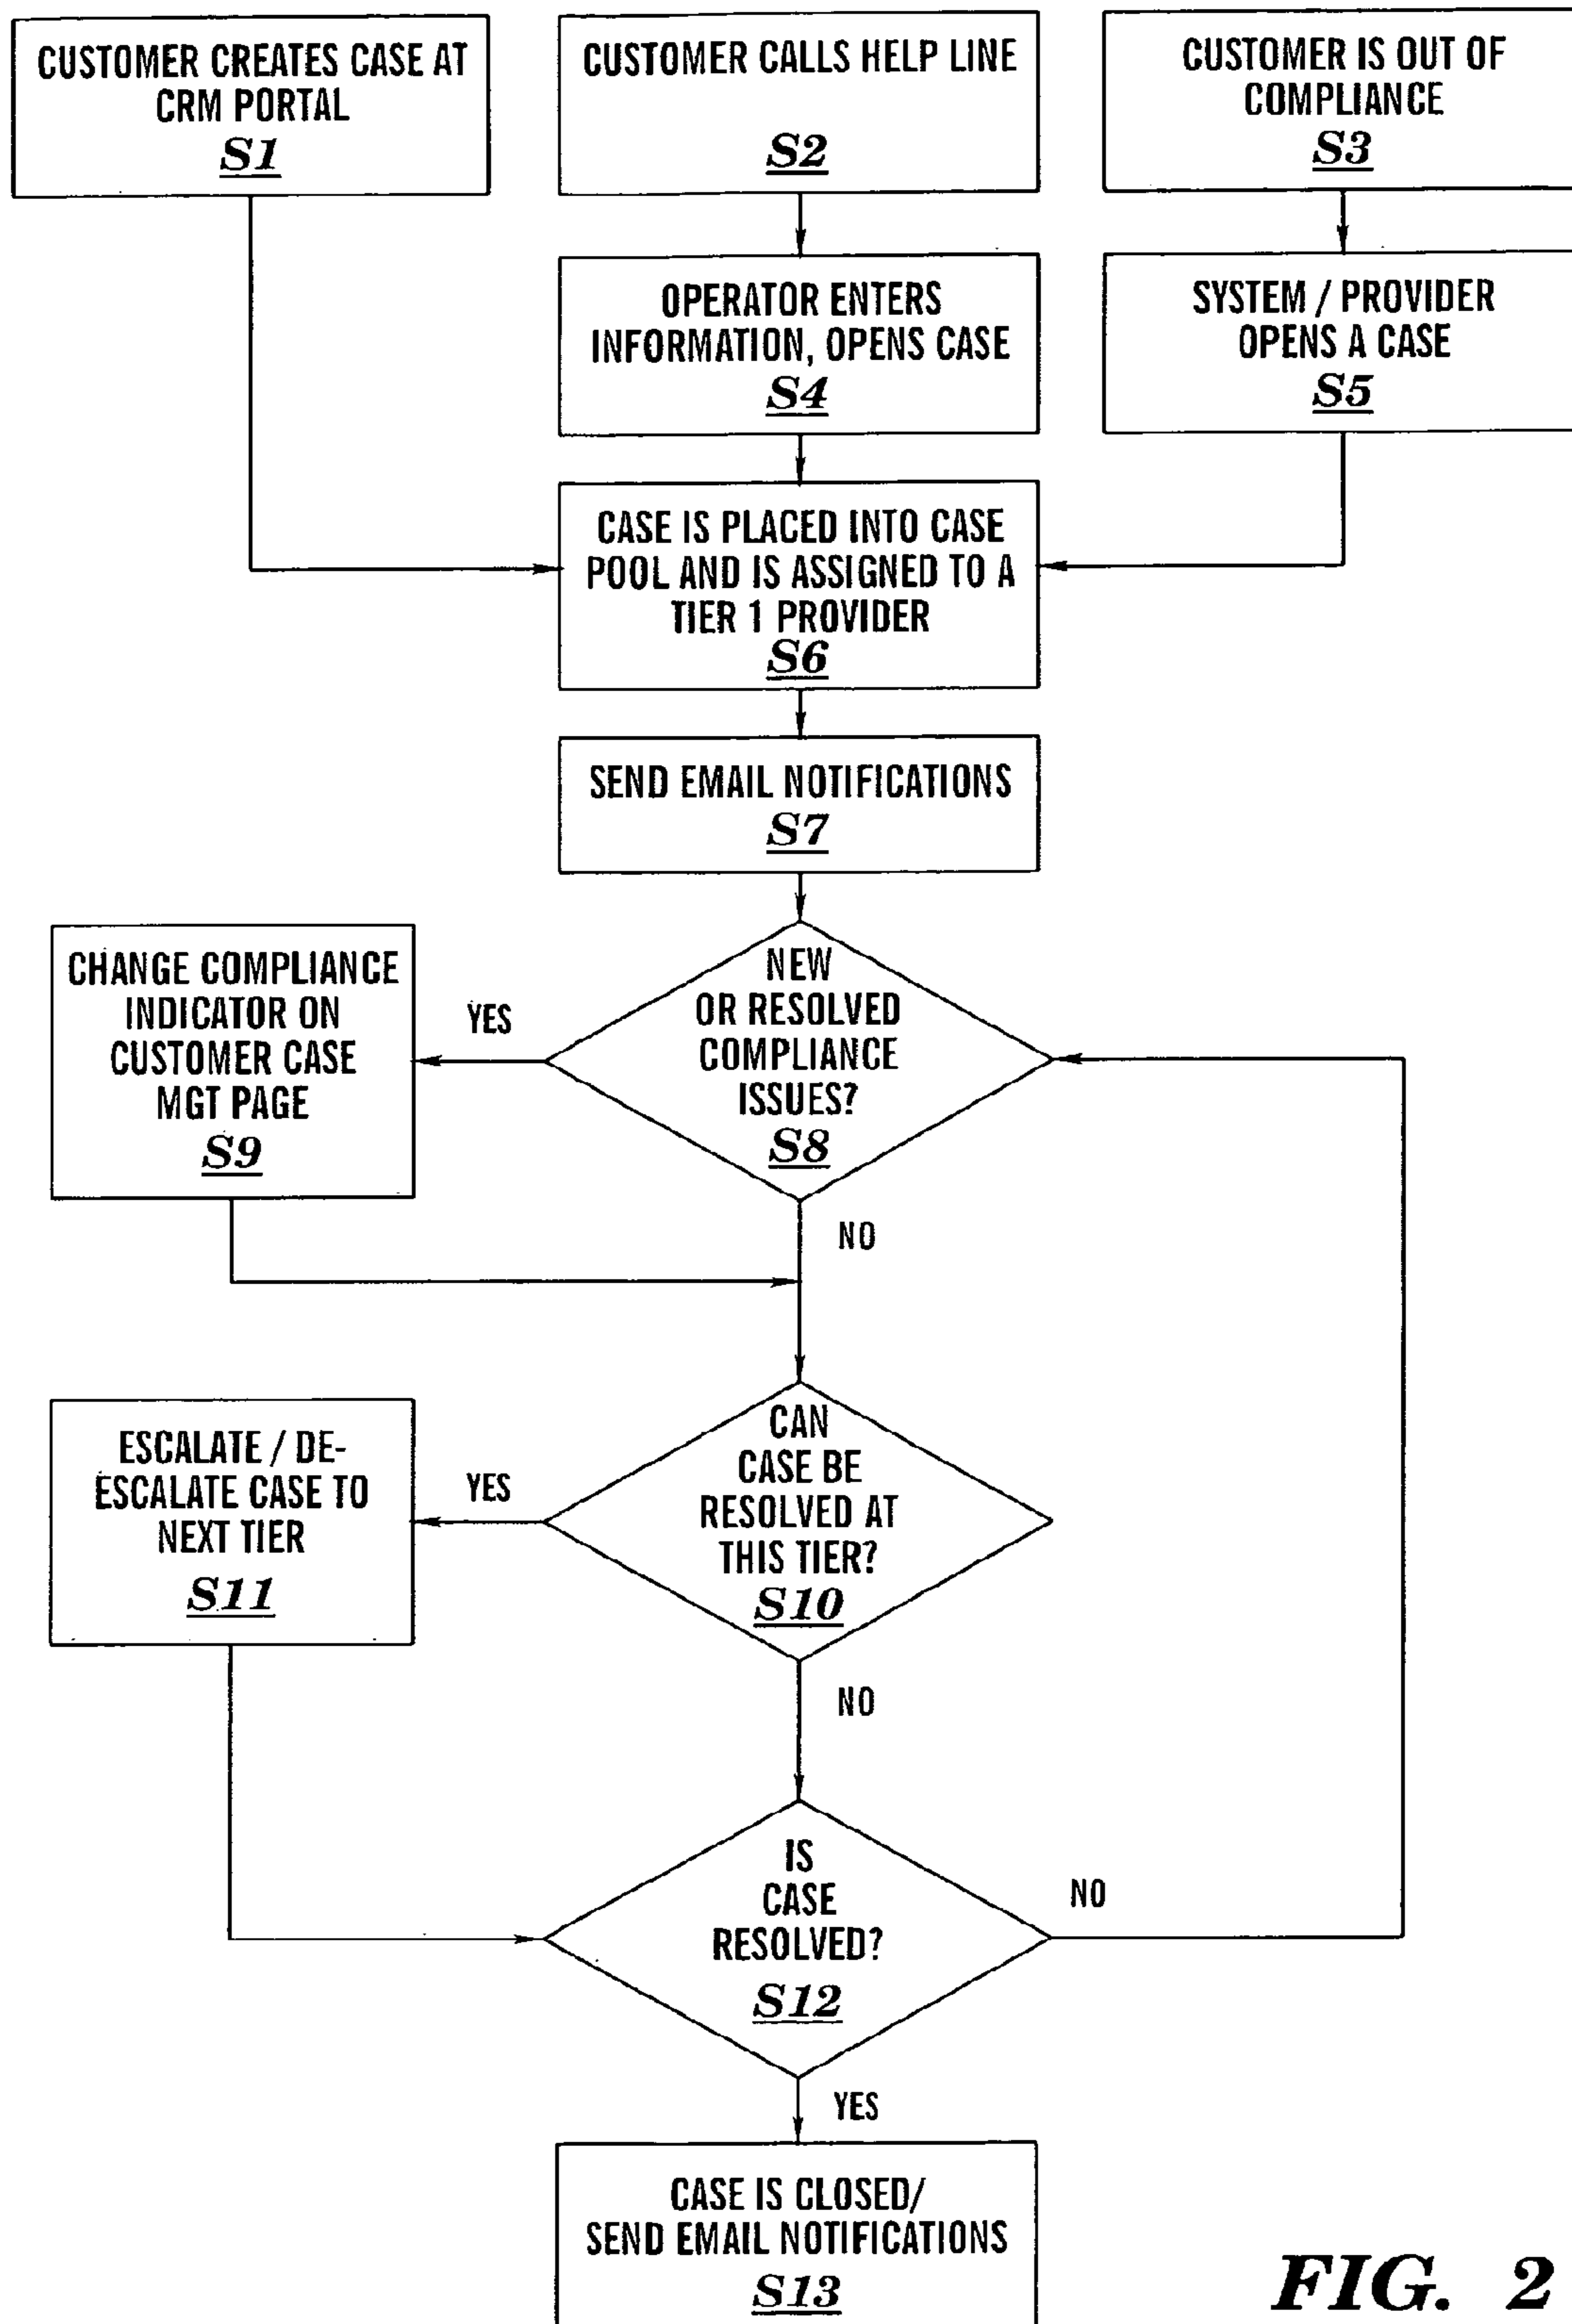 CUSTOMER CREATES CASE AT
CRM PORTAL
S1
CUSTOMER CALLS HELP LINE
S2
CUSTOMER IS OUT OF
COMPLIANCE
S3
OPERATOR ENTERS
INFORMATION, OPENS CASE
S4
SYSTEM / PROVIDER
OPENS A CASE
S5
CASE IS PLACED INTO CASE
POOL AND IS ASSIGNED TO A
TIER 1 PROVIDER
S6
SEND EMAIL NOTIFICATIONS
S7
NEW
OR RESOLVED
COMPLIANCE
ISSUES?
S8
YES
CHANGE COMPLIANCE
INDICATOR ON
CUSTOMER CASE
MGT PAGE
S9
NO
CAN
CASE BE
RESOLVED AT
THIS TIER?
S10
YES
ESCALATE / DE-
ESCALATE CASE TO
NEXT TIER
S11
NO
IS
CASE
RESOLVED?
S12
NO
YES
CASE IS CLOSED/
SEND EMAIL NOTIFICATIONS
S13
FIG. 2